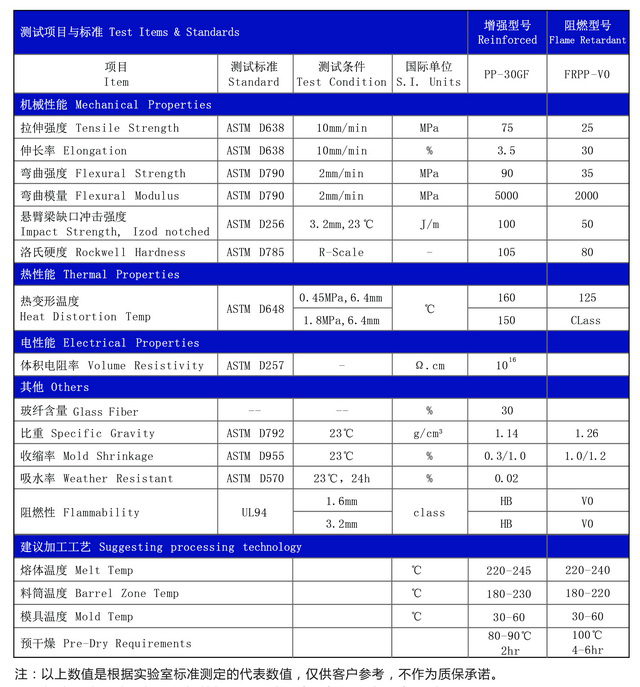 测试项目与标准 Test Items & Standards 增强型号 阻燃型号
Reinforced Flame Retardant
项目 测试标准 测试条件 国际单位 PP-30GF FRPP-V0
Item Standard Test Condition S.I. Units
机械性能 Mechanical Properties
拉伸强度 Tensile Strength ASTM D638 10mm/min MPa 75 25
伸长率 Elongation ASTM D638 10mm/min % 3.5 30
弯曲强度 Flexural Strength ASTM D790 2mm/min MPa 90 35
弯曲模量 Flexural Modulus ASTM D790 2mm/min MPa 5000 2000
悬臂梁缺口冲击强度
Impact Strength, Izod notched ASTM D256 3.2mm,23℃ J/m 100 50
洛氏硬度 Rockwell Hardness ASTM D785 R-Scale - 105 80
热性能 Thermal Properties
热变形温度 ASTM D648 0.45MPa,6.4mm ℃ 160 125
Heat Distortion Temp 1.8MPa,6.4mm 150 CLass
电性能 Electrical Properties
体积电阻率 Volume Resistivity ASTM D257 - Ω.cm 10¹⁶
其他 Others
玻纤含量 Glass Fiber -- -- % 30
比重 Specific Gravity ASTM D792 23℃ g/cm³ 1.14 1.26
收缩率 Mold Shrinkage ASTM D955 23℃ % 0.3/1.0 1.0/1.2
吸水率 Weather Resistant ASTM D570 23℃，24h % 0.02
阻燃性 Flammability UL94 1.6mm class HB V0
3.2mm HB V0
建议加工工艺 Suggesting processing technology
熔体温度 Melt Temp ℃ 220-245 220-240
料筒温度 Barrel Zone Temp ℃ 180-230 180-220
模具温度 Mold Temp ℃ 30-60 30-60
预干燥 Pre-Dry Requirements 80-90℃ 100℃
2hr 4-6hr
注：以上数值是根据实验室标准测定的代表数值，仅供客户参考，不作为质保承诺。